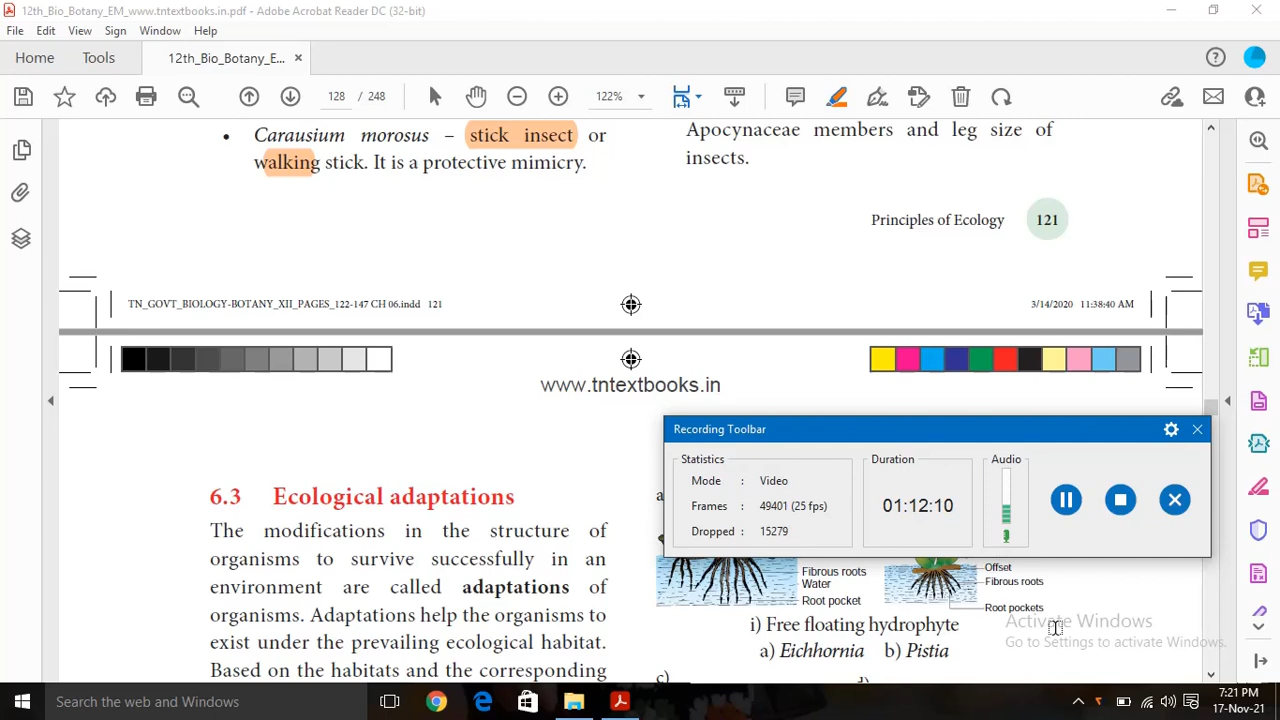 12th_Bio_Botany_EM_www.tntextbooks.in.pdf - Adobe Acrobat Reader DC (32-bit)
File Edit View Sign Window Help
Home Tools 12th_Bio_Botany_E...
128 / 248 122%
• Carausium morosus – stick insect or
walking stick. It is a protective mimicry.
Apocynaceae members and leg size of
insects.
Principles of Ecology 121
TN_GOVT_BIOLOGY-BOTANY_XII_PAGES_122-147 CH 06.indd 121 3/14/2020 11:38:40 AM
www.tntextbooks.in
6.3 Ecological adaptations
The modifications in the structure of
organisms to survive successfully in an
environment are called adaptations of
organisms. Adaptations help the organisms to
exist under the prevailing ecological habitat.
Based on the habitats and the corresponding
Recording Toolbar
Statistics
Mode : Video
Frames : 49401 (25 fps)
Dropped : 15279
Duration
01:12:10
Audio
Fibrous roots
Water
Root pocket
Offset
Fibrous roots
Root pockets
i) Free floating hydrophyte
a) Eichhornia b) Pistia
c) d)
Activate Windows
Go to Settings to activate Windows.
Search Windows
7:21 PM
17-Nov-21